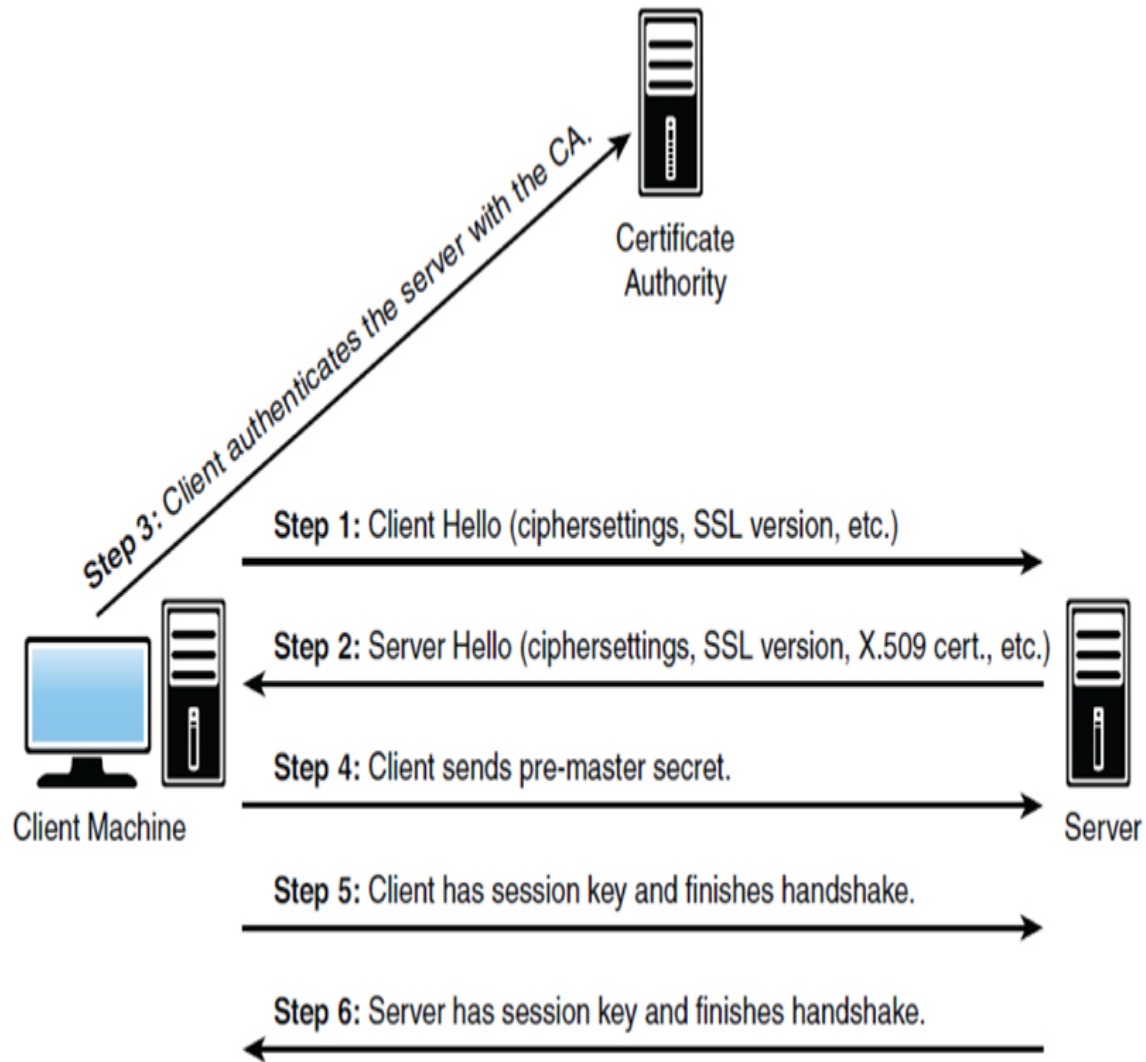 Certificate
Authority
Step 3: Client authenticates the server with the CA.
Step 1: Client Hello (ciphersettings, SSL version, etc.)
Step 2: Server Hello (ciphersettings, SSL version, X.509 cert., etc.)
Step 4: Client sends pre-master secret.
Client Machine
Server
Step 5: Client has session key and finishes handshake.
Step 6: Server has session key and finishes handshake.